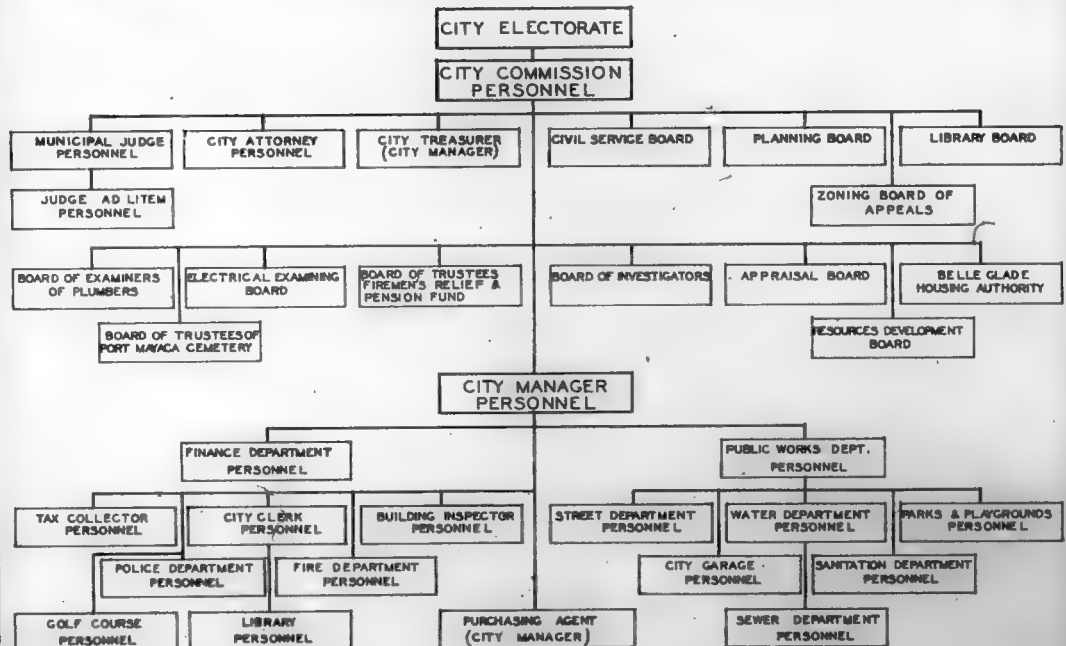 CITY ELECTORATE
CITY COMMISSION
PERSONNEL
MUNICIPAL JUDGE
PERSONNEL
CITY ATTORNEY
PERSONNEL
CITY TREASURER
(CITY MANAGER)
CIVIL SERVICE BOARD
PLANNING BOARD
LIBRARY BOARD
JUDGE AD LITEM
PERSONNEL
ZONING BOARD OF
APPEALS
BOARD OF EXAMINERS
OF PLUMBERS
ELECTRICAL EXAMINING
BOARD
BOARD OF TRUSTEES
FIREMEN'S RELIEF &
PENSION FUND
BOARD OF INVESTIGATORS
APPRAISAL BOARD
BELLE GLADE
HOUSING AUTHORITY
BOARD OF TRUSTEES OF
PORT MAYACA CEMETERY
RESOURCES DEVELOPMENT
BOARD
CITY MANAGER
PERSONNEL
FINANCE DEPARTMENT
PERSONNEL
PUBLIC WORKS DEPT.
PERSONNEL
TAX COLLECTOR
PERSONNEL
CITY CLERK
PERSONNEL
BUILDING INSPECTOR
PERSONNEL
STREET DEPARTMENT
PERSONNEL
WATER DEPARTMENT
PERSONNEL
PARKS & PLAYGROUNDS
PERSONNEL
POLICE DEPARTMENT
PERSONNEL
FIRE DEPARTMENT
PERSONNEL
CITY GARAGE
PERSONNEL
SANITATION DEPARTMENT
PERSONNEL
GOLF COURSE
PERSONNEL
LIBRARY
PERSONNEL
PURCHASING AGENT
(CITY MANAGER)
SEWER DEPARTMENT
PERSONNEL